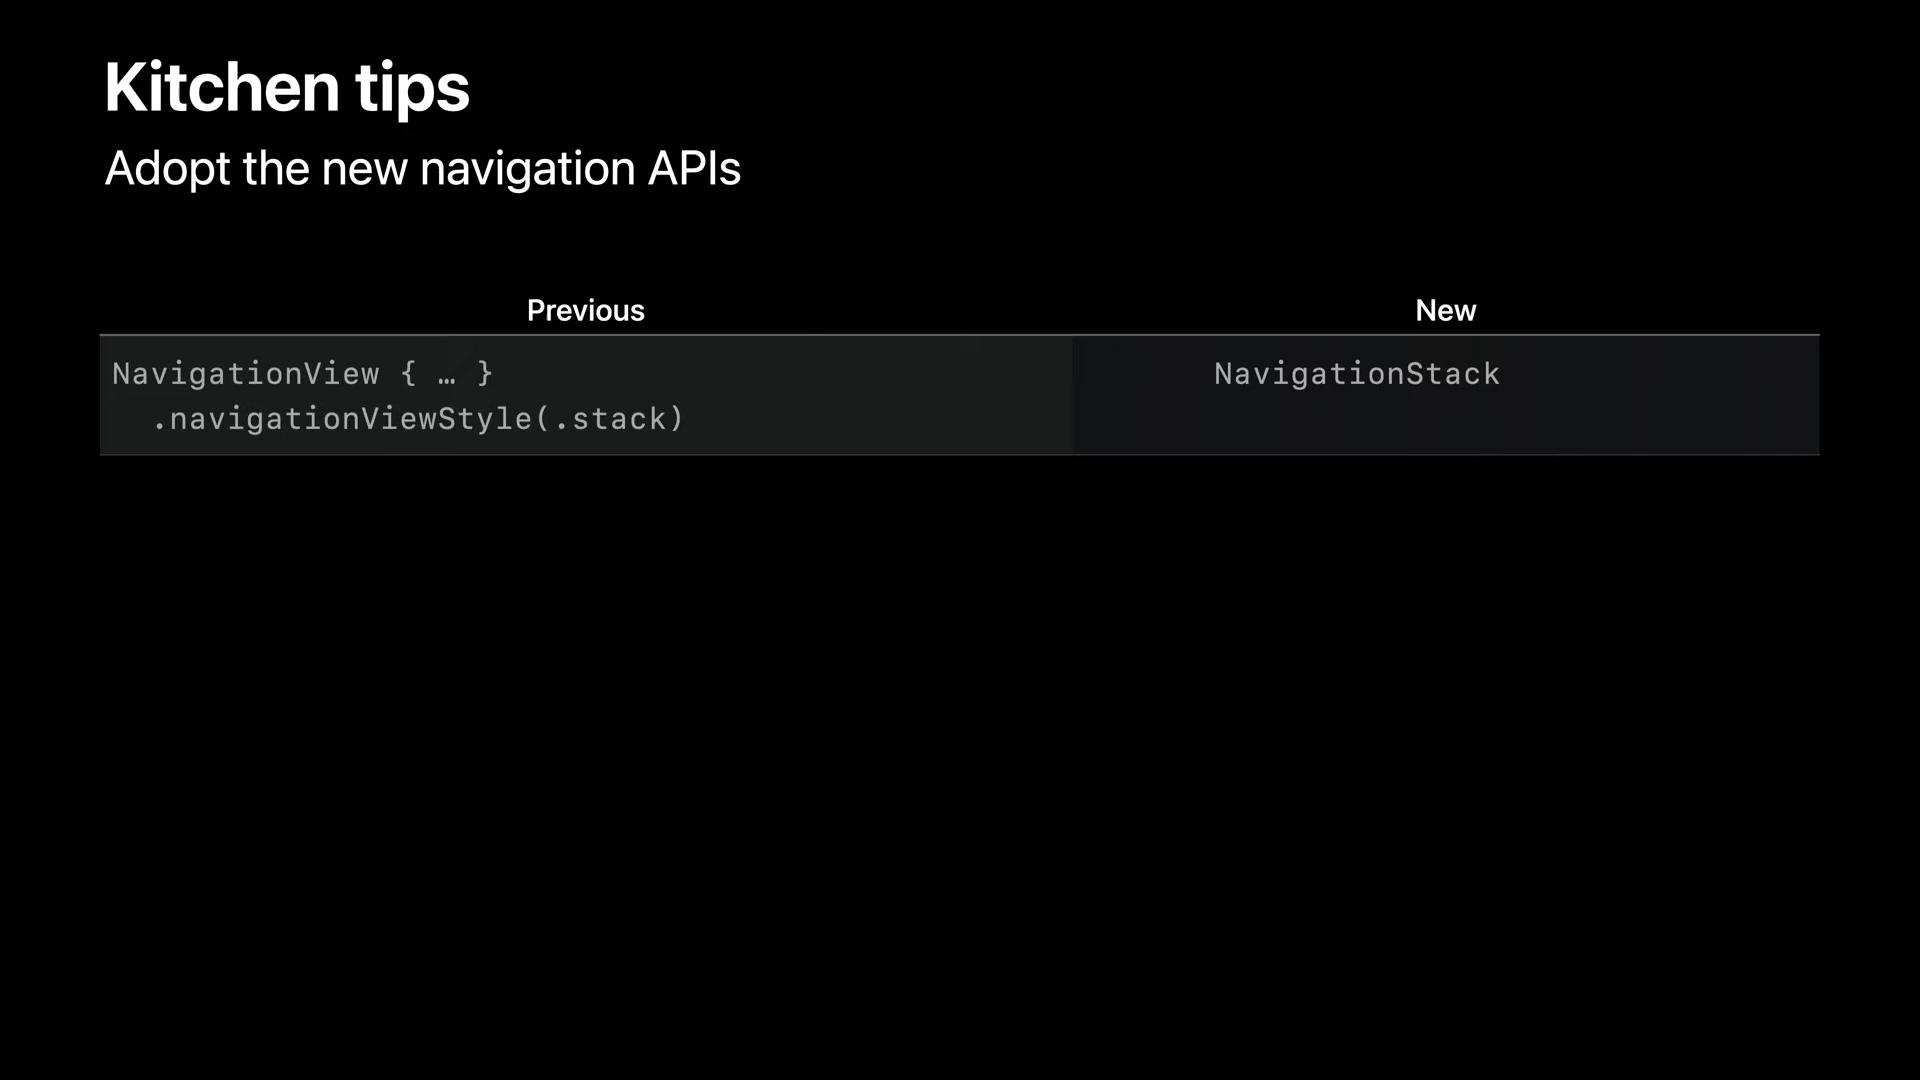 Kitchen tips
Adopt the new navigation APIs
Previous
New
NavigationView { … }
.navigationViewStyle(.stack)
NavigationStack